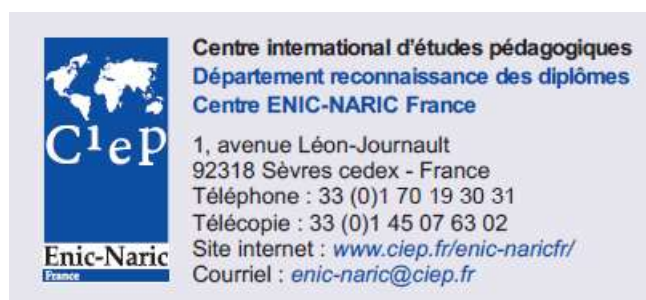 CIeP
Enic-Naric
France
Centre international d'études pédagogiques
Département reconnaissance des diplômes
Centre ENIC-NARIC France
1, avenue Léon-Journault
92318 Sèvres cedex - France
Téléphone : 33 (0)1 70 19 30 31
Télécopie : 33 (0)1 45 07 63 02
Site internet : www.ciep.fr/enic-naricfr/
Courriel : enic-naric@ciep.fr